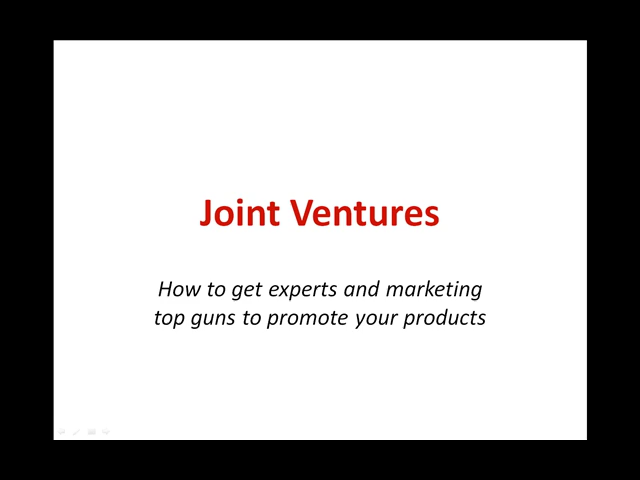 Joint Ventures
How to get experts and marketing
top guns to promote your products